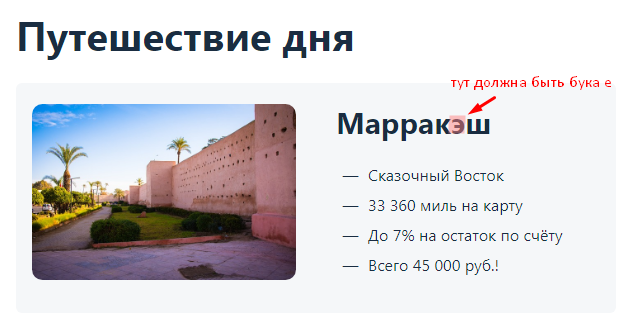 Путешествие дня
тут должна быть бука е
Марракэш
— Сказочный Восток
— 33 360 миль на карту
— До 7% на остаток по счёту
— Всего 45 000 руб.!